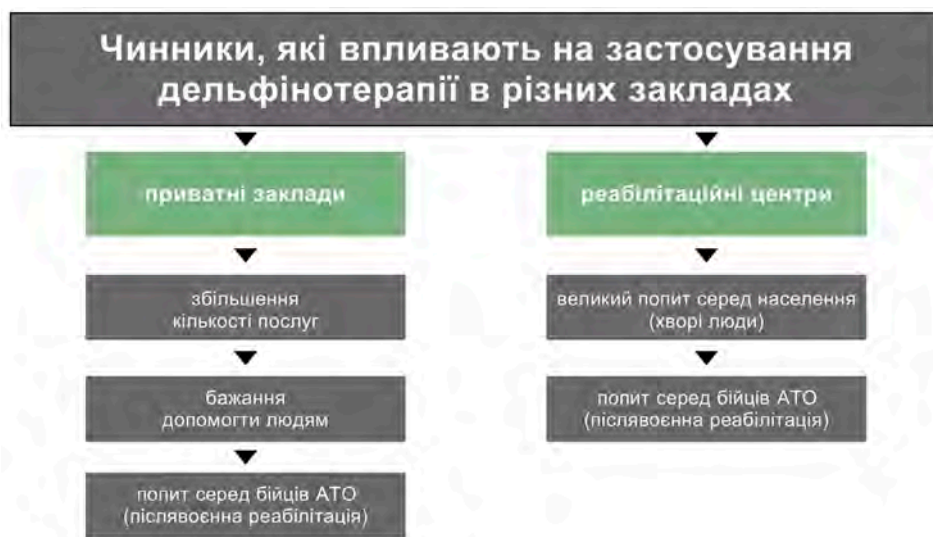 Чинники, які впливають на застосування
дельфінотерапії в різних закладах
приватні заклади
збільшення
кількості послуг
бажання
допомогти людям
попит серед бійців АТО
(післявоєнна реабілітація)
реабілітаційні центри
великий попит серед населення
(хворі люди)
попит серед бійців АТО
(післявоєнна реабілітація)